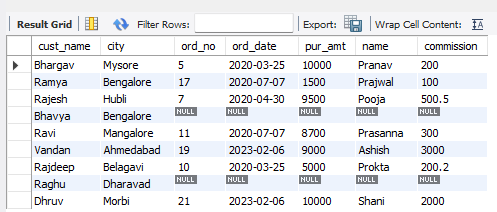 Result Grid Filter Rows: Export: Wrap Cell Content: IA
cust_name city ord_no ord_date pur_amt name commission
Bhargav Mysore 5 2020-03-25 10000 Pranav 200
Ramya Bengalore 17 2020-07-07 1500 Prajwal 100
Rajesh Hubli 7 2020-04-30 9500 Pooja 500.5
Bhavya Bengalore NULL NULL NULL NULL NULL
Ravi Mangalore 11 2020-07-07 8700 Prasanna 300
Vandan Ahmedabad 19 2023-02-06 9000 Ashish 3000
Rajdeep Belagavi 10 2020-03-25 5000 Prokta 200.2
Raghu Dharavad NULL NULL NULL NULL NULL
Dhruv Morbi 21 2023-02-06 10000 Shani 2000